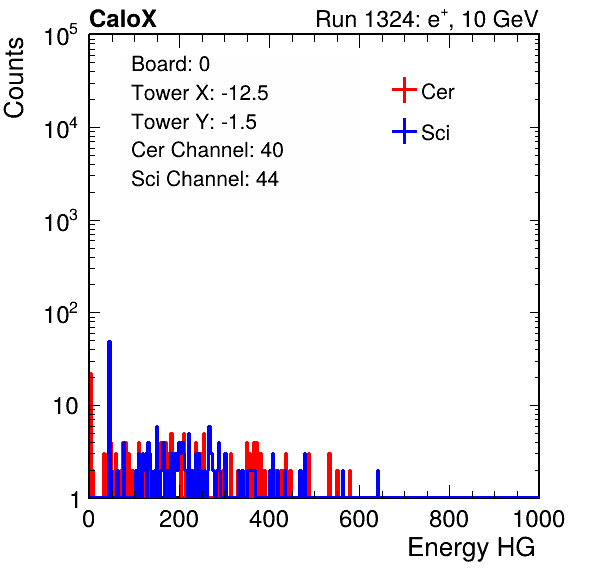 CaloX Run 1324: e⁺, 10 GeV
Counts
10⁵
10⁴
10³
10²
10
1
Board: 0
Tower X: -12.5
Tower Y: -1.5
Cer Channel: 40
Sci Channel: 44
Cer
Sci
0 200 400 600 800 1000
Energy HG